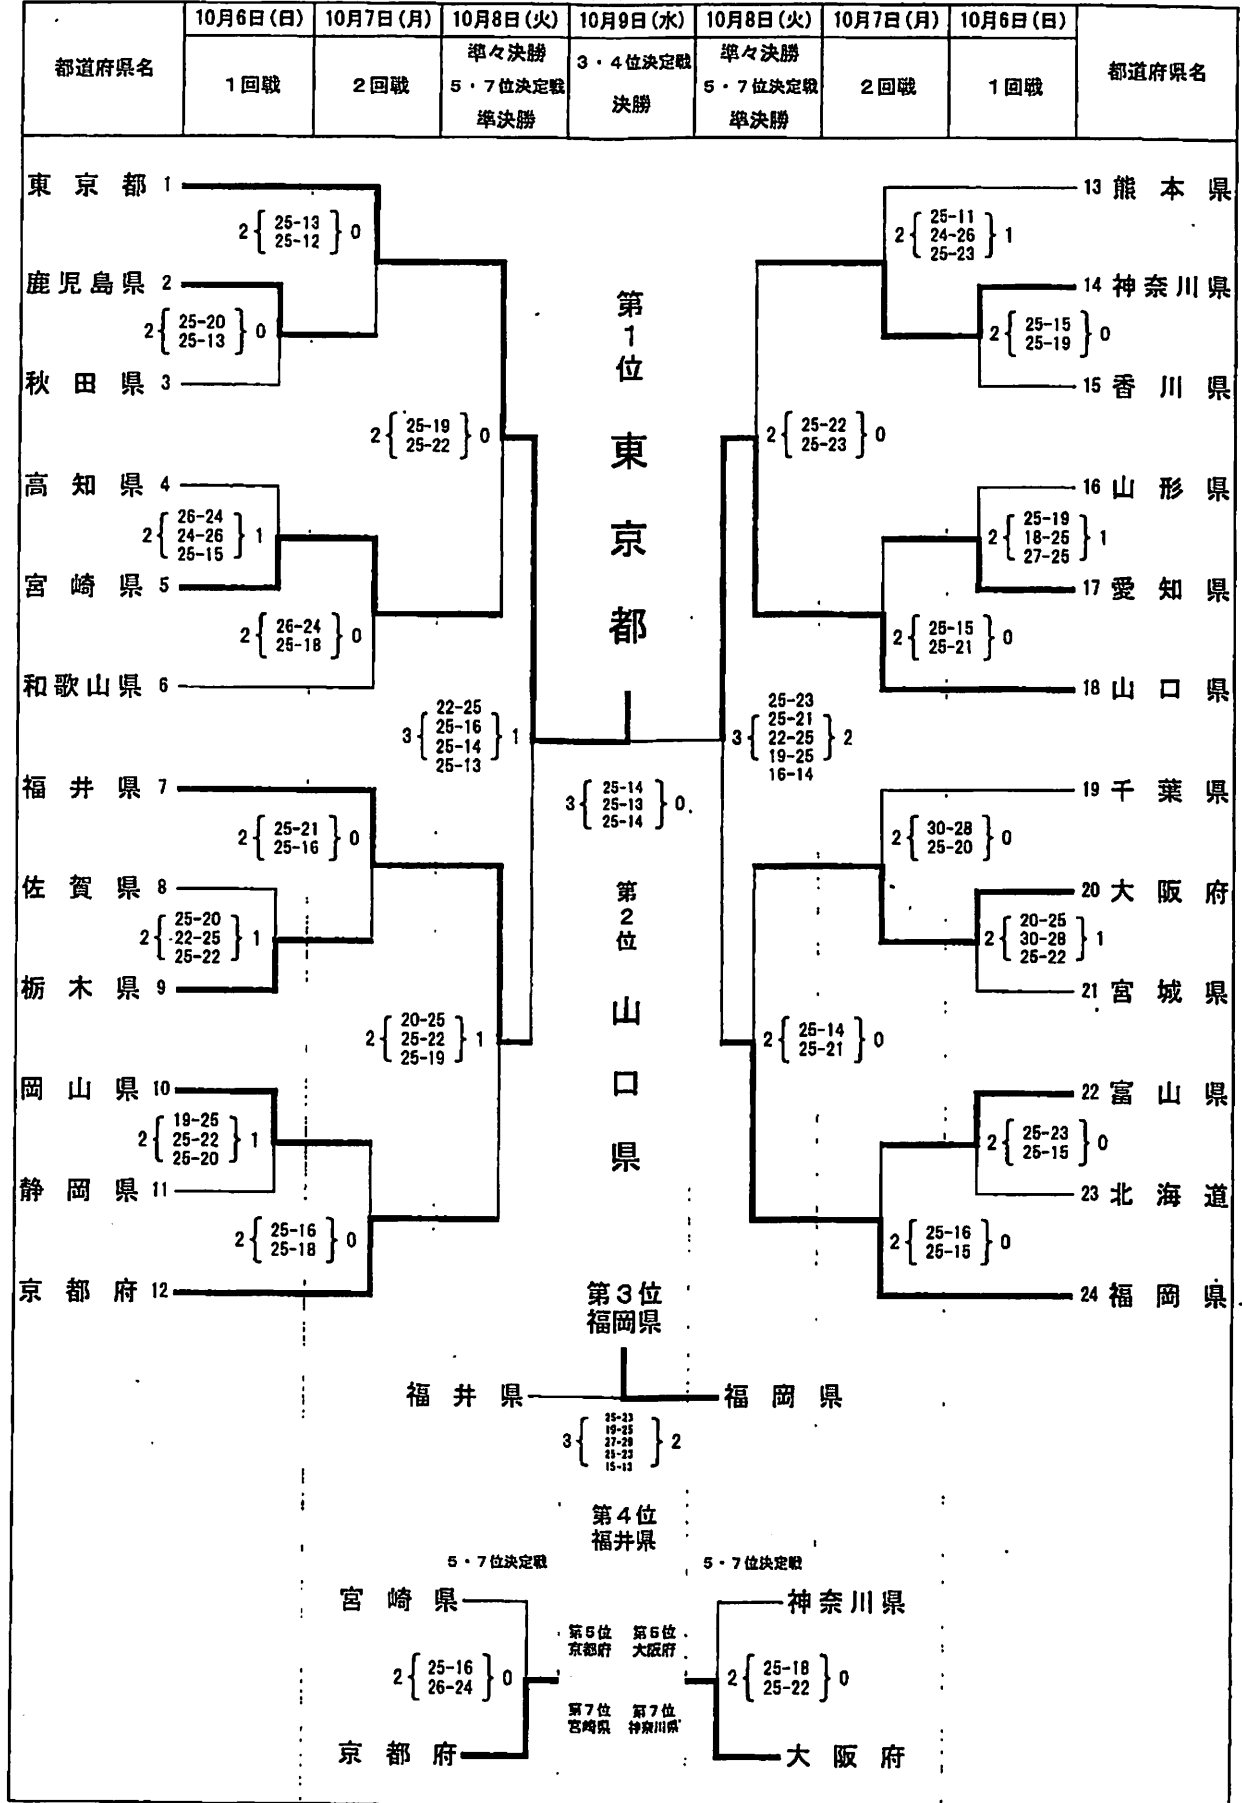 都道府県名
10月6日(日) 10月7日(月) 10月8日(火) 10月9日(水) 10月8日(火) 10月7日(月) 10月6日(日)
都道府県名
1回戦
2回戦
準々決勝
5・7位決定戦
準決勝
3・4位決定戦
決勝
準々決勝
5・7位決定戦
準決勝
2回戦
1回戦
東京都 1
2 25-13 0
25-12
鹿児島県 2
2 25-20 0
25-13
秋田県 3
2 25-19 0
25-22
高知県 4
26-24
2 24-26 1
25-15
宮崎県 5
2 26-24 0
25-18
和歌山県 6
22-25
3 25-16 1
25-14
25-13
福井県 7
2 25-21 0
25-16
佐賀県 8
25-20
2 22-25 1
25-22
栃木県 9
20-25
2 25-22 1
25-19
岡山県 10
19-25
2 25-22 1
25-20
静岡県 11
2 25-16 0
25-18
京都府 12
第1位
東京都
25-14
3 25-13 0
25-14
第2位
山口県
13 熊本県
25-11
2 24-26 1
25-23
14 神奈川県
2 25-15 0
25-19
15 香川県
2 25-22 0
25-23
16 山形県
25-19
2 18-25 1
27-25
17 愛知県
2 25-15 0
25-21
18 山口県
25-23
25-21
3 22-25 2
19-25
16-14
19 千葉県
2 30-28 0
25-20
20 大阪府
20-25
2 30-28 1
25-22
21 宮城県
2 25-14 0
25-21
22 富山県
2 25-23 0
25-15
23 北海道
2 25-16 0
25-15
24 福岡県
第3位
福岡県
福井県 福岡県
25-23
19-25
3 27-29 2
25-23
15-13
第4位
福井県
5・7位決定戦
5・7位決定戦
宮崎県
神奈川県
第5位 第5位
京都府 大阪府
2 25-16 0
26-24
2 25-18 0
25-22
第7位 第7位
宮崎県 神奈川県
京都府
大阪府